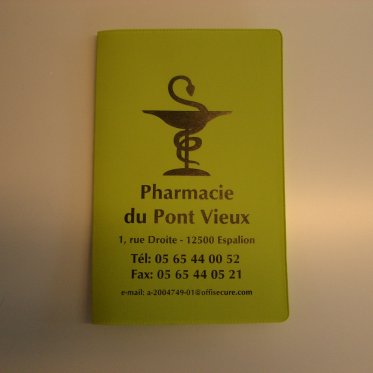 Pharmacie
du Pont Vieux
1, rue Droite - 12500 Espalion
Tél: 05 65 44 00 52
Fax: 05 65 44 05 21
e-mail: a-2004749-01@offisecure.com